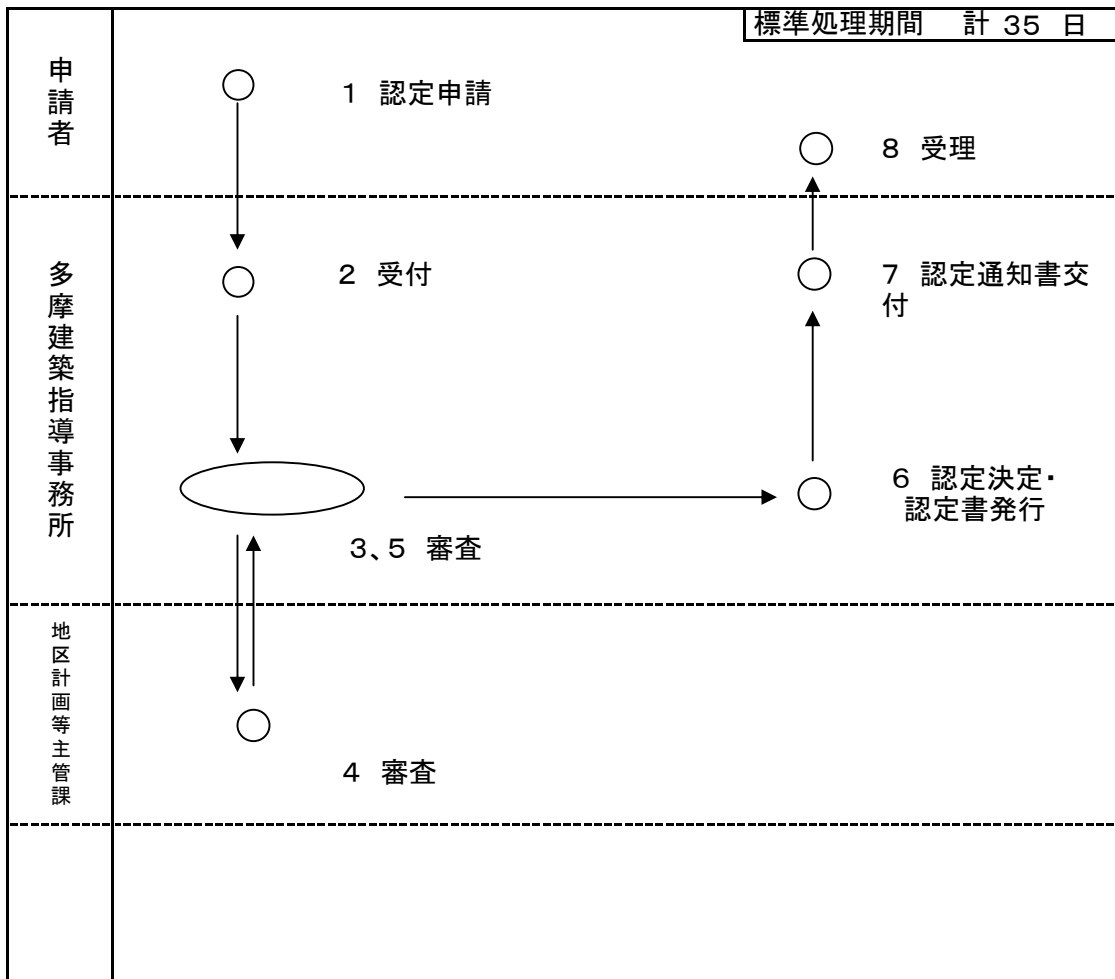 標準処理期間　計 35 日
申請者
1 認定申請
8 受理
多摩建築指導事務所
2 受付
7 認定通知書交
付
3、5 審査
6 認定決定・
認定書発行
地区計画等主管課
4 審査